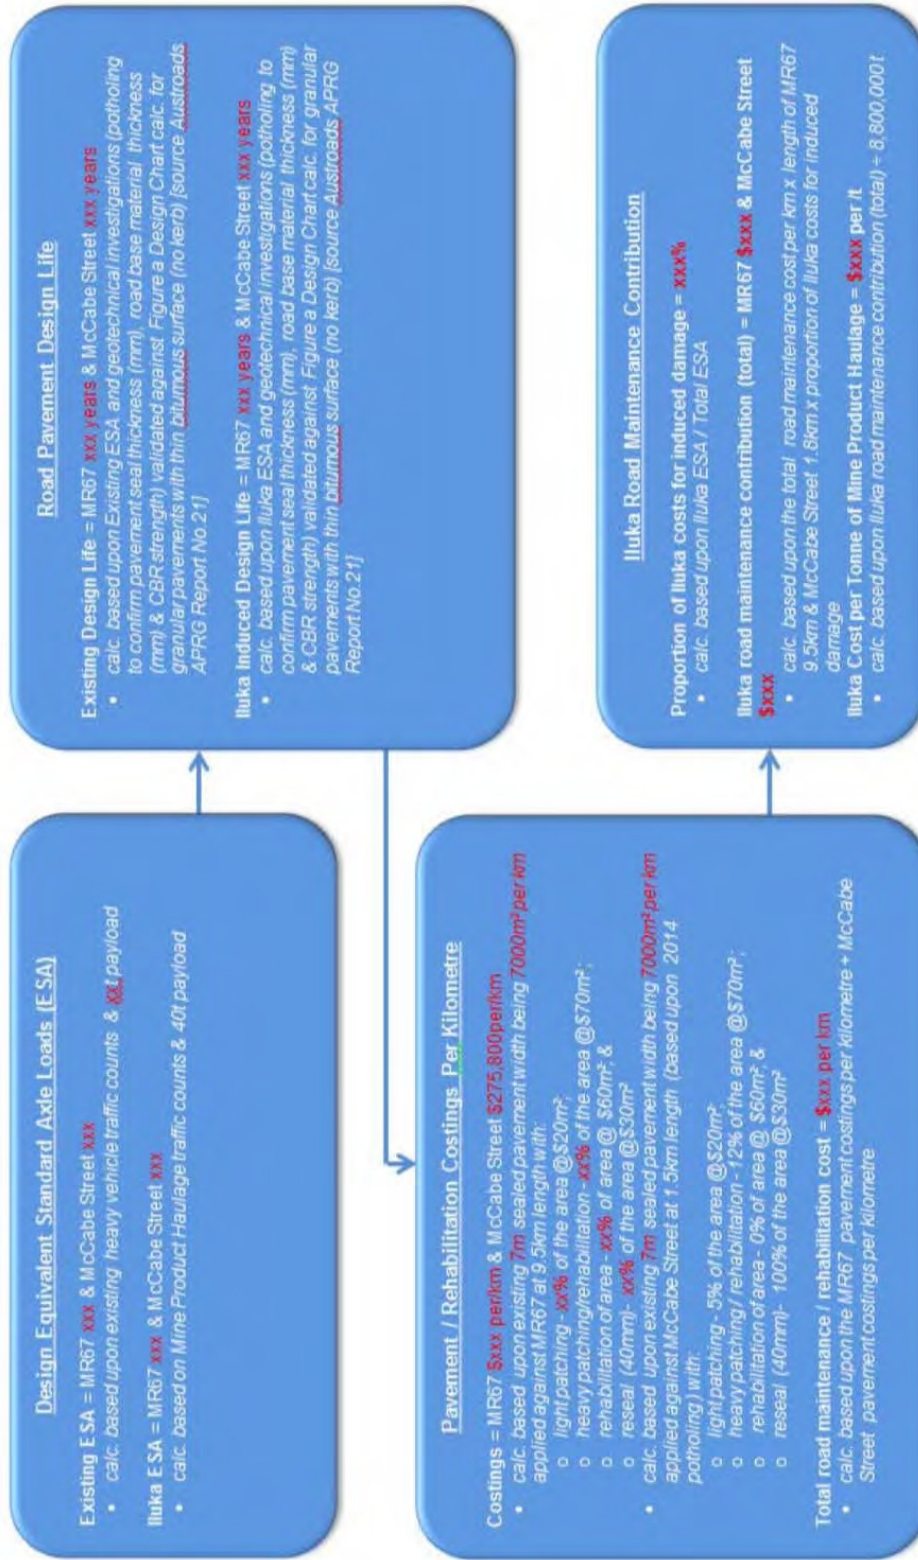 Design Equivalent Standard Axle Loads (ESA)
Existing ESA = MR67 xxx & McCabe Street xxx
• calc. based upon existing heavy vehicle traffic counts & xxt payload
Iluka ESA = MR67 xxx & McCabe Street xxx
• calc. based on Mine Product Haulage traffic counts & 40t payload
Road Pavement Design Life
Existing Design Life = MR67 xxx years & McCabe Street xxx years
• calc. based upon Existing ESA and geotechnical investigations (potholing
to confirm pavement seal thickness (mm), road base material thickness
(mm) & CBR strength) validated against Figure a Design Chart calc. for
granular pavements with thin bitumous surface (no kerb) [source Austroads
APRG Report No.21]
Iluka Induced Design Life = MR67 xxx years & McCabe Street xxx years
• calc. based upon Iluka ESA and geotechnical investigations (potholing to
confirm pavement seal thickness (mm), road base material thickness (mm)
& CBR strength) validated against Figure a Design Chart calc. for granular
pavements with thin bitumous surface (no kerb) [source Austroads APRG
Report No.21]
Pavement / Rehabilitation Costings Per Kilometre
Costings = MR67 $xxx per/km & McCabe Street $275,800per/km
• calc. based upon existing 7m sealed pavement width being 7000m² per km
applied against MR67 at 9.5km length with:
o light patching - xx% of the area @$20m²;
o heavy patching/rehabilitation - xx% of the area @$70m²;
o rehabilitation of area - xx% of area @ $60m²; &
o reseal (40mm) - xx% of the area @$30m²
• calc. based upon existing 7m sealed pavement width being 7000m² per km
applied against McCabe Street at 1.5km length (based upon 2014
potholing) with:
o light patching - 5% of the area @$20m²;
o heavy patching / rehabilitation - 12% of the area @$70m²;
o rehabilitation of area - 0% of area @ $60m²; &
o reseal (40mm) - 100% of the area @$30m²
Total road maintenance / rehabilitation cost = $xxx per km
• calc. based upon the MR67 pavement costings per kilometre + McCabe
Street pavement costings per kilometre
Iluka Road Maintenance Contribution
Proportion of Iluka costs for induced damage = xxx%
• calc. based upon Iluka ESA / Total ESA
Iluka road maintenance contribution (total) = MR67 $xxx & McCabe Street
$xxx
• calc. based upon the total road maintenance cost per km x length of MR67
9.5km & McCabe Street 1.6km x proportion of Iluka costs for induced
damage
Iluka Cost per Tonne of Mine Product Haulage = $xxx per /t
• calc. based upon Iluka road maintenance contribution (total) ÷ 8,800,000 t